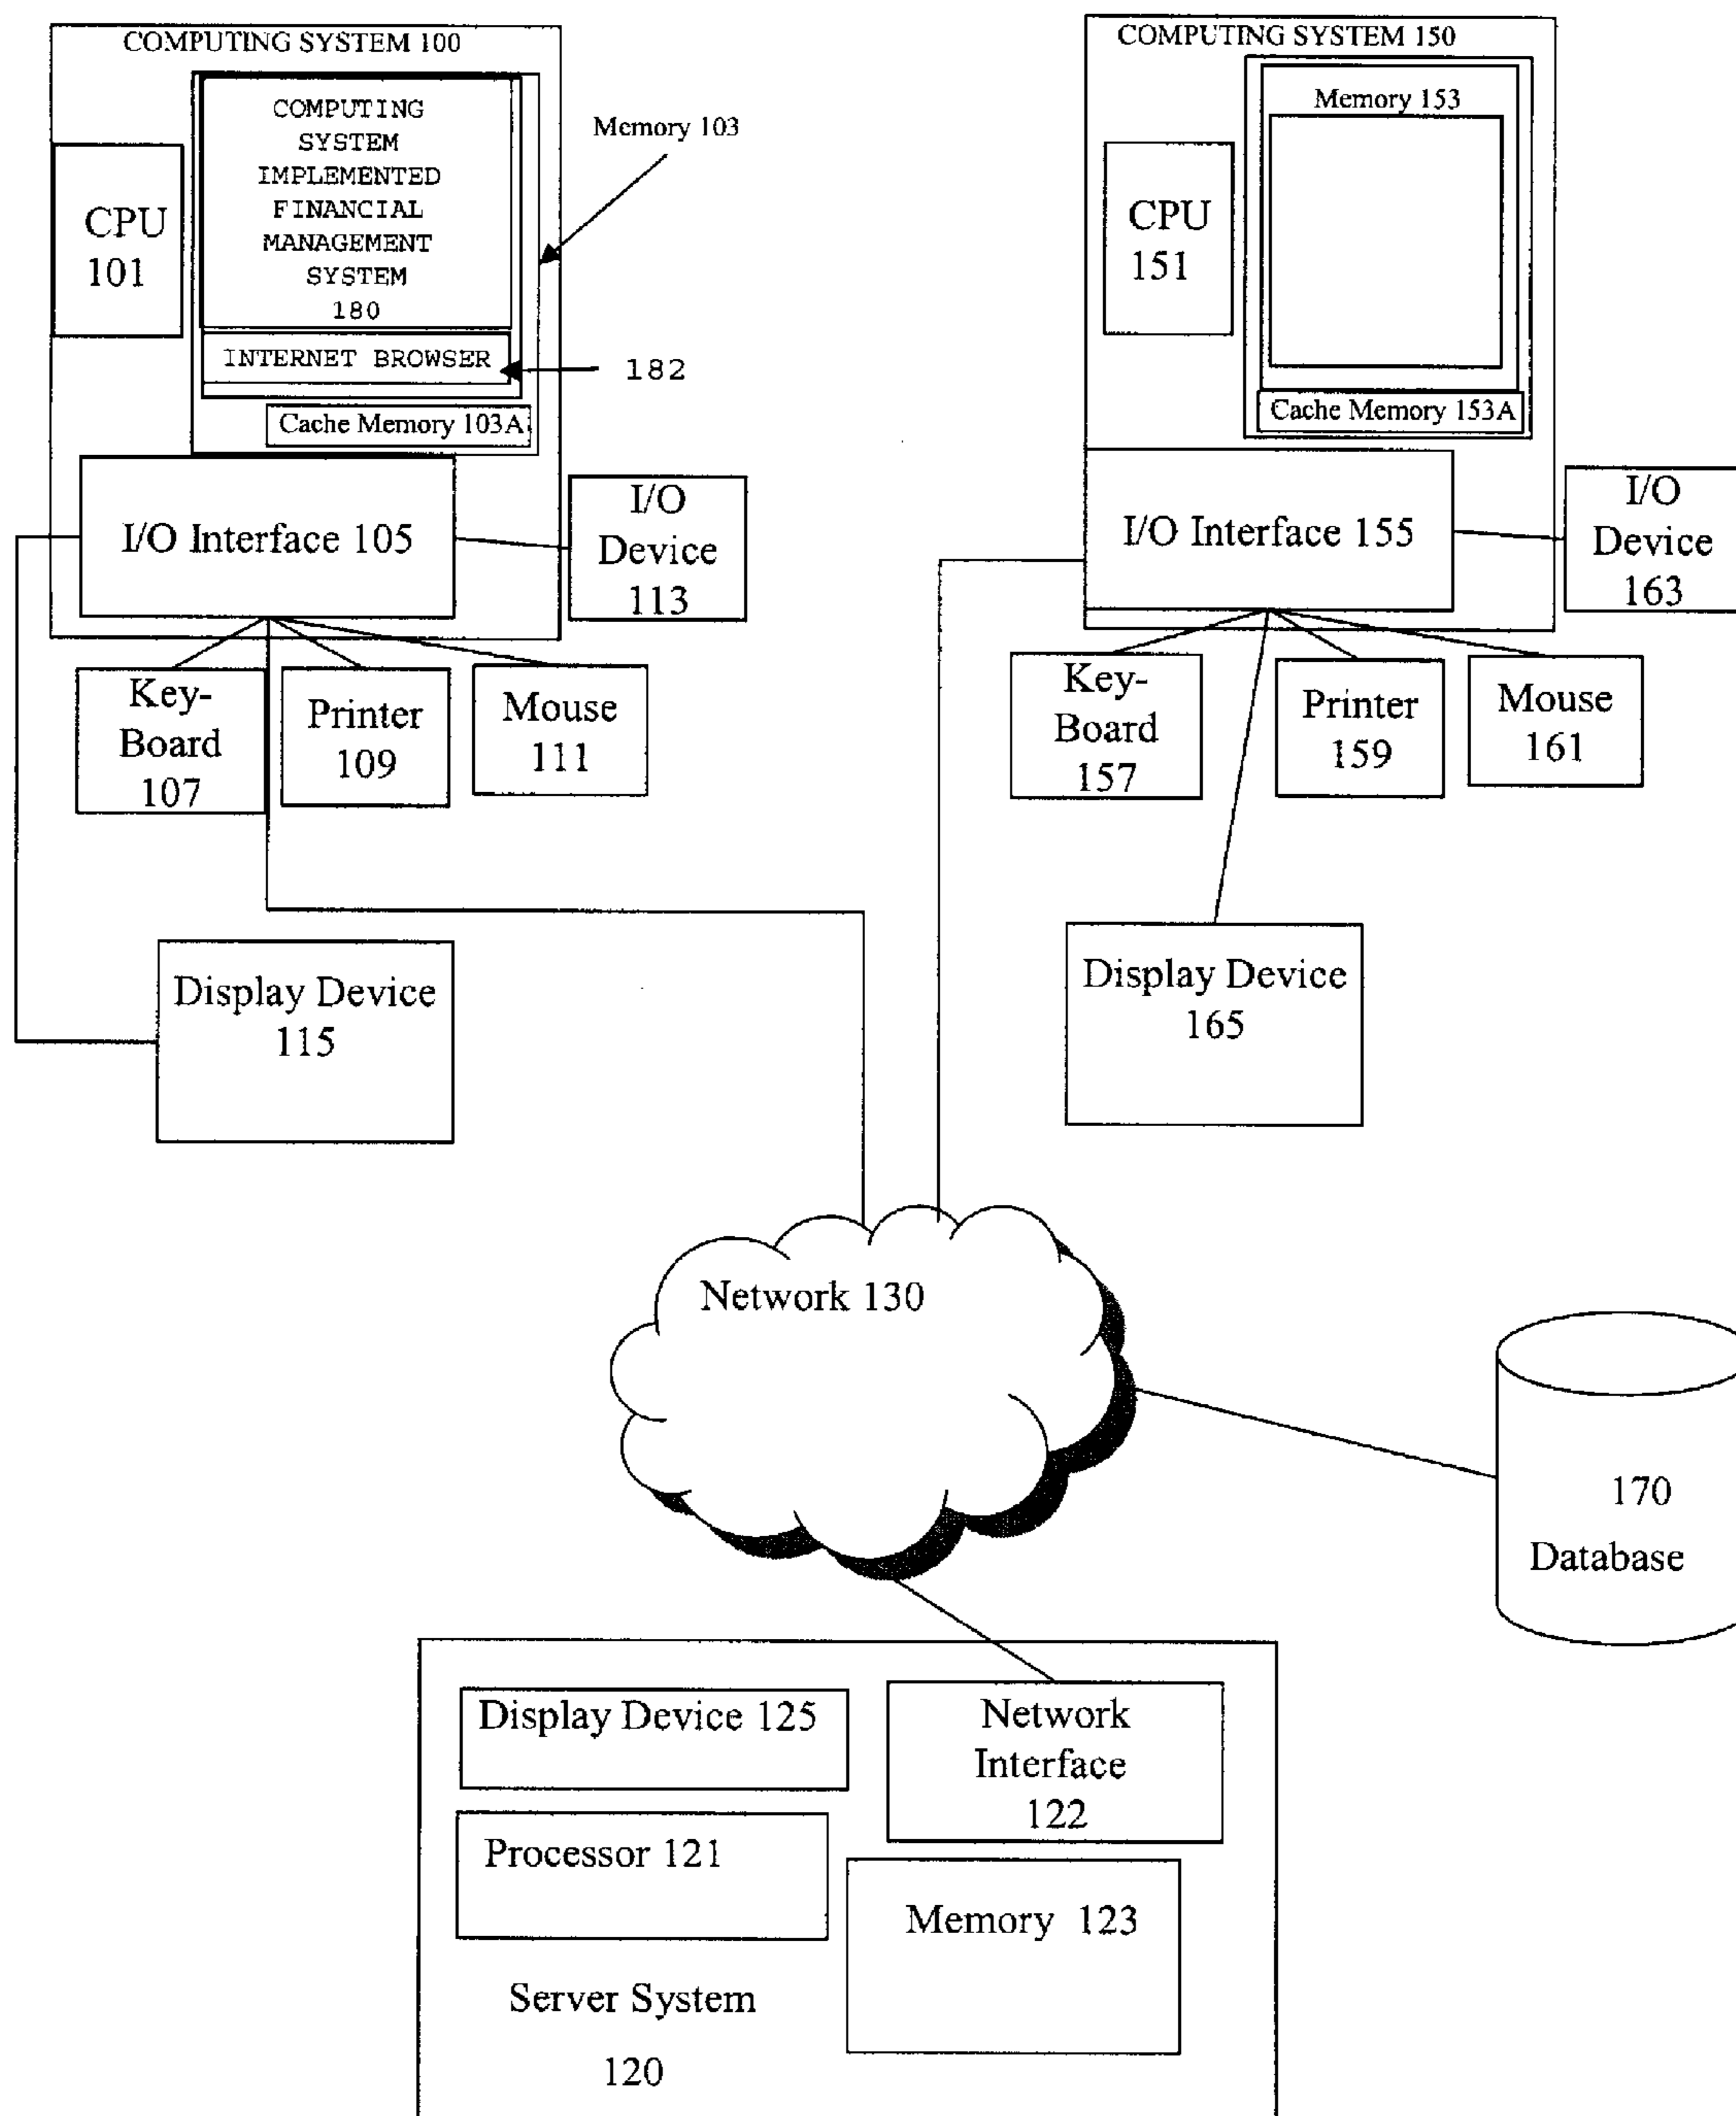 COMPUTING SYSTEM 100
COMPUTING
SYSTEM
IMPLEMENTED
FINANCIAL
MANAGEMENT
SYSTEM
180
INTERNET BROWSER
182
Memory 103
CPU
101
Cache Memory 103A
I/O Interface 105
I/O
Device
113
Key-
Board
107
Printer
109
Mouse
111
Display Device
115
COMPUTING SYSTEM 150
Memory 153
CPU
151
Cache Memory 153A
I/O Interface 155
I/O
Device
163
Key-
Board
157
Printer
159
Mouse
161
Display Device
165
Network 130
170
Database
Display Device 125
Network
Interface
122
Processor 121
Memory 123
Server System
120